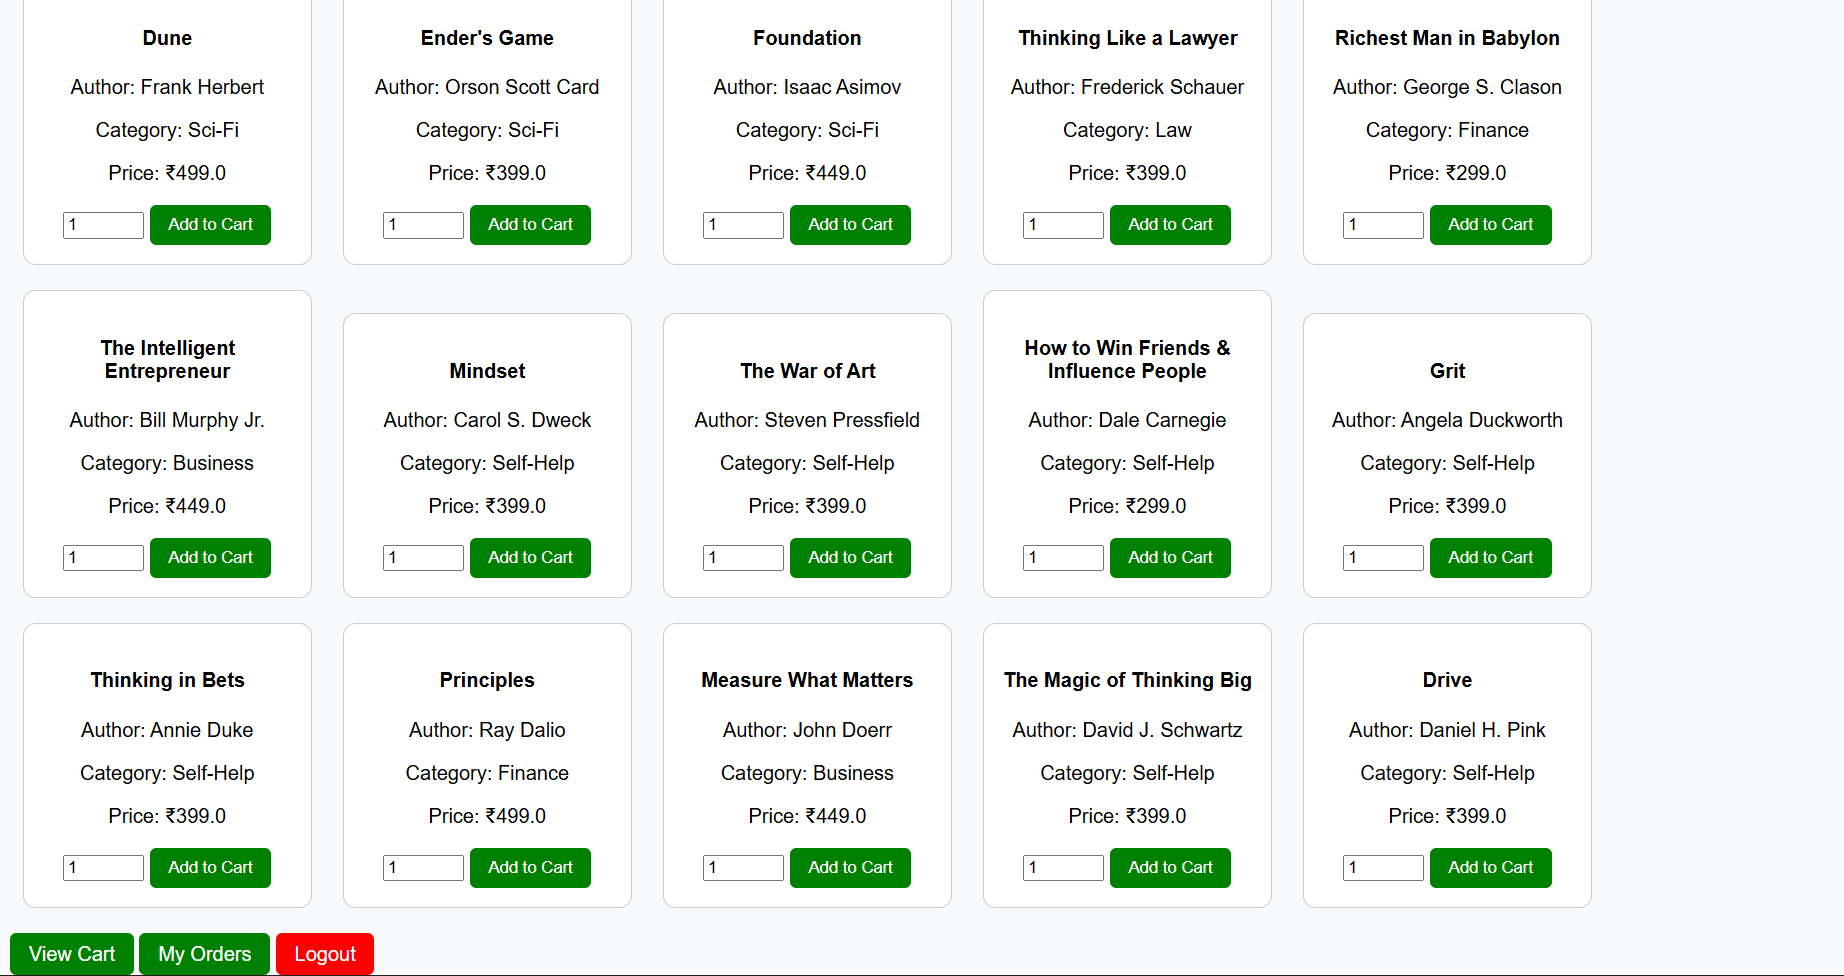 Dune
Author: Frank Herbert
Category: Sci-Fi
Price: ₹499.0
1 Add to Cart
Ender's Game
Author: Orson Scott Card
Category: Sci-Fi
Price: ₹399.0
1 Add to Cart
Foundation
Author: Isaac Asimov
Category: Sci-Fi
Price: ₹449.0
1 Add to Cart
Thinking Like a Lawyer
Author: Frederick Schauer
Category: Law
Price: ₹399.0
1 Add to Cart
Richest Man in Babylon
Author: George S. Clason
Category: Finance
Price: ₹299.0
1 Add to Cart
The Intelligent
Entrepreneur
Author: Bill Murphy Jr.
Category: Business
Price: ₹449.0
1 Add to Cart
Mindset
Author: Carol S. Dweck
Category: Self-Help
Price: ₹399.0
1 Add to Cart
The War of Art
Author: Steven Pressfield
Category: Self-Help
Price: ₹399.0
1 Add to Cart
How to Win Friends &
Influence People
Author: Dale Carnegie
Category: Self-Help
Price: ₹299.0
1 Add to Cart
Grit
Author: Angela Duckworth
Category: Self-Help
Price: ₹399.0
1 Add to Cart
Thinking in Bets
Author: Annie Duke
Category: Self-Help
Price: ₹399.0
1 Add to Cart
Principles
Author: Ray Dalio
Category: Finance
Price: ₹499.0
1 Add to Cart
Measure What Matters
Author: John Doerr
Category: Business
Price: ₹449.0
1 Add to Cart
The Magic of Thinking Big
Author: David J. Schwartz
Category: Self-Help
Price: ₹399.0
1 Add to Cart
Drive
Author: Daniel H. Pink
Category: Self-Help
Price: ₹399.0
1 Add to Cart
View Cart My Orders Logout